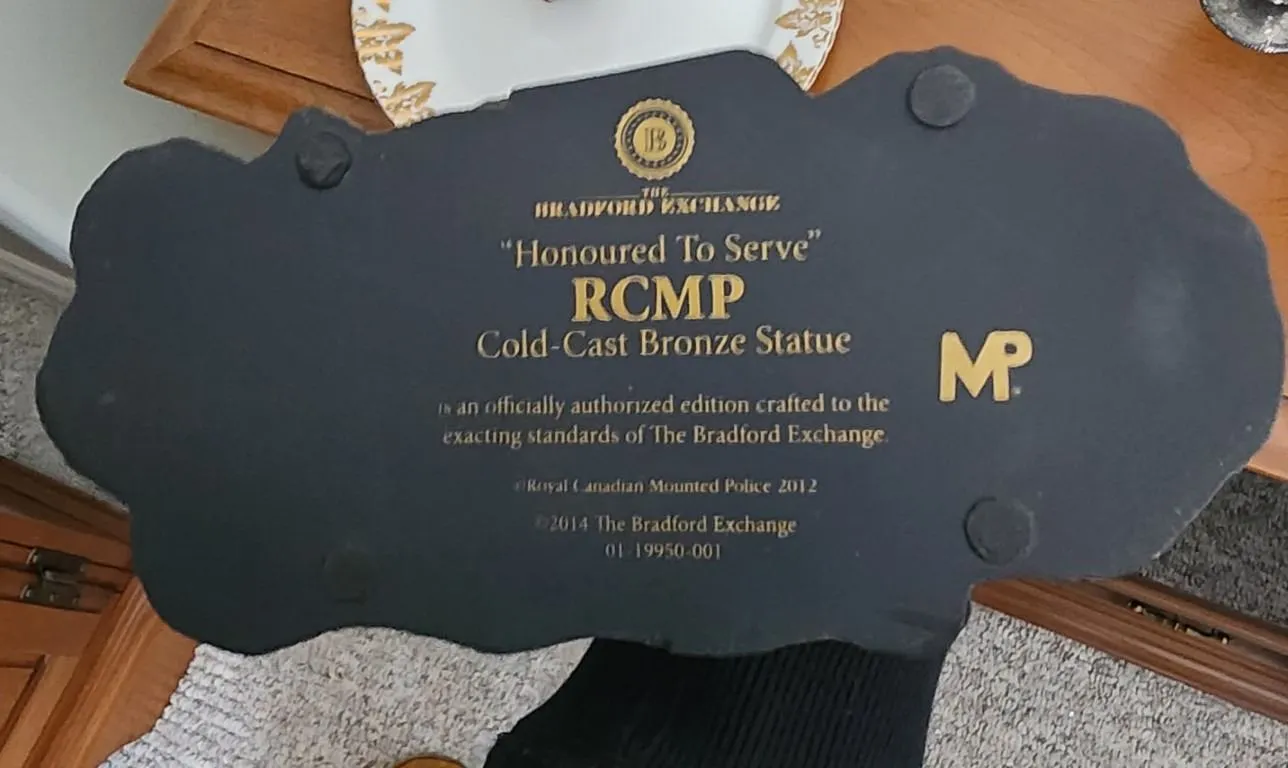 B
THE
BRADFORD EXCHANGE
“Honoured To Serve”
RCMP
Cold-Cast Bronze Statue
is an officially authorized edition crafted to the
exacting standards of The Bradford Exchange.
©Royal Canadian Mounted Police 2012
©2014 The Bradford Exchange
01-19950-001
MP